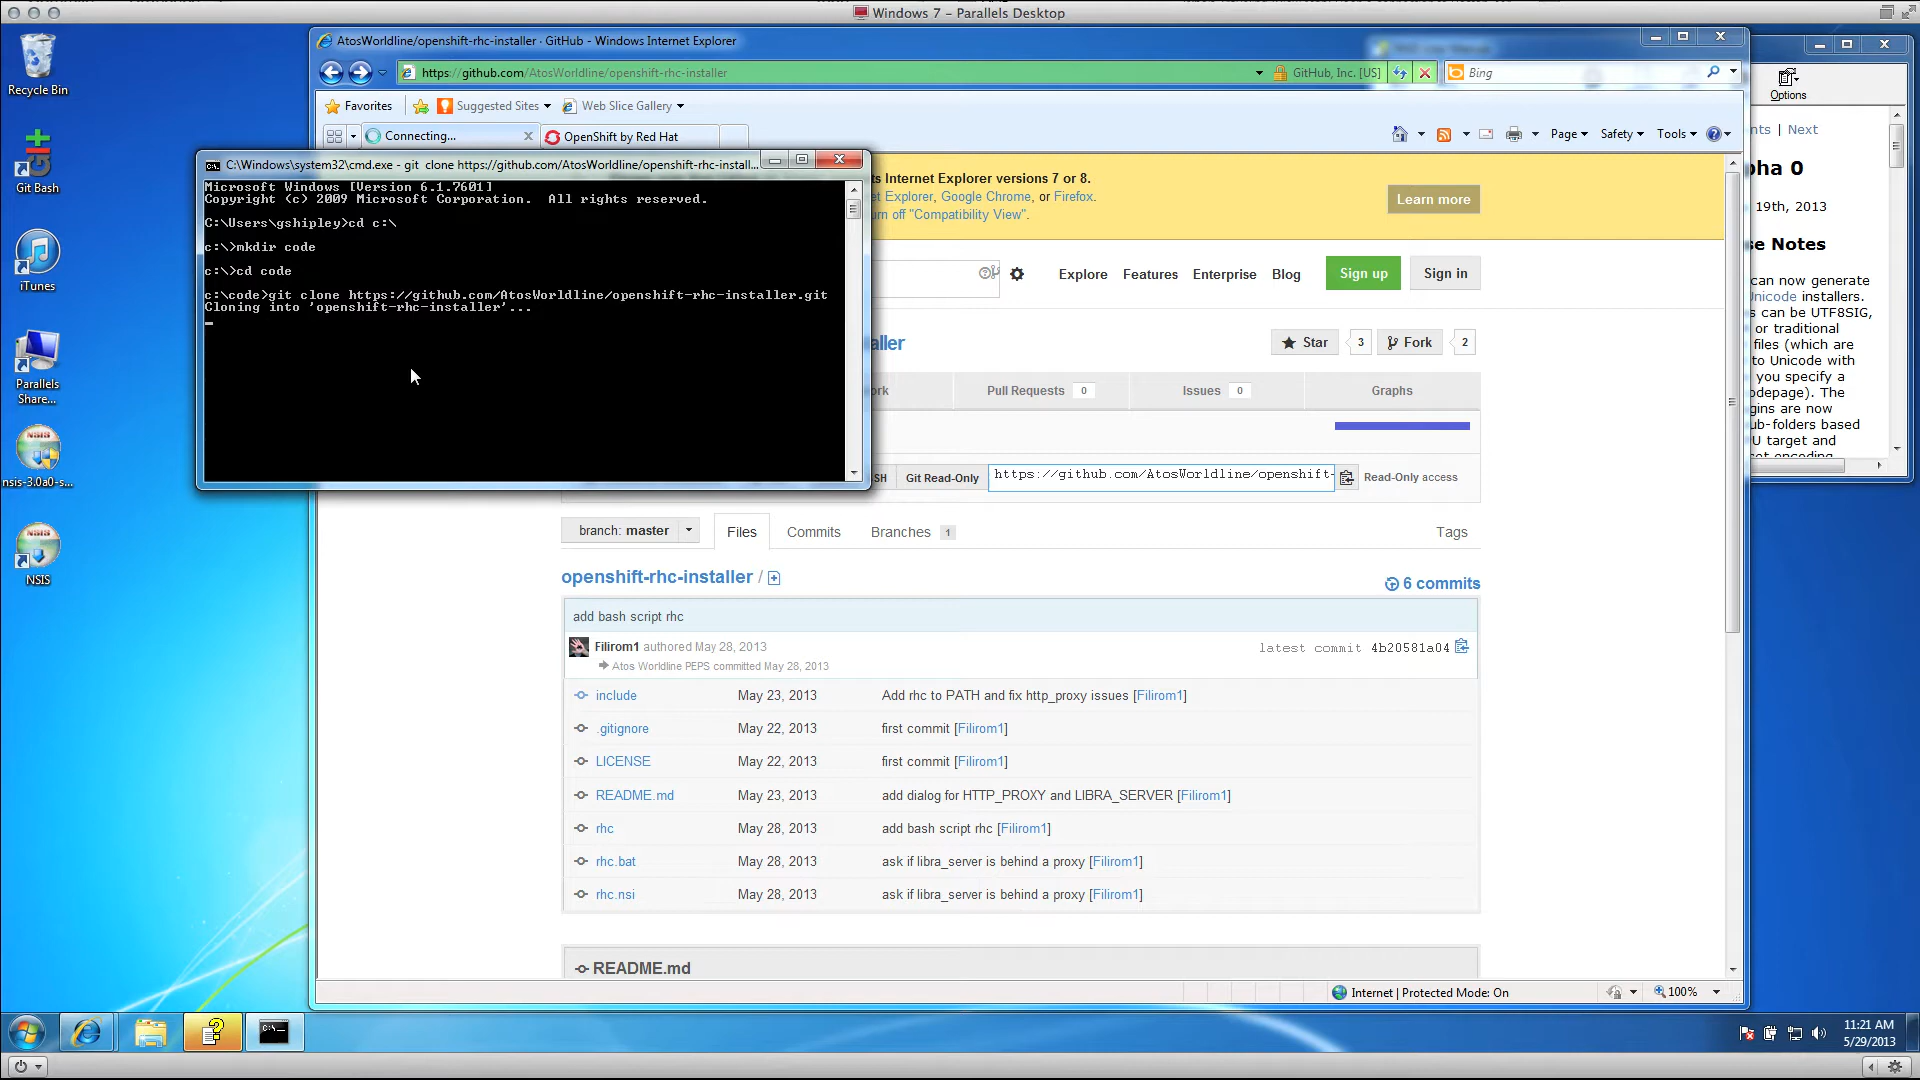 Windows 7 – Parallels Desktop
AtosWorldline/openshift-rhc-installer · GitHub - Windows Internet Explorer
https://github.com/AtosWorldline/openshift-rhc-installer
GitHub, Inc. [US]
Bing
Favorites
Suggested Sites
Web Slice Gallery
Connecting...
OpenShift by Red Hat
Page
Safety
Tools
Options
Recycle Bin
Git Bash
iTunes
Parallels
Share...
nsis-3.0a0-s...
NSIS
C:\Windows\system32\cmd.exe - git clone https://github.com/AtosWorldline/openshift-rhc-install...
Microsoft Windows [Version 6.1.7601]
Copyright (c) 2009 Microsoft Corporation.  All rights reserved.
C:\Users\gshipley>cd c:\
c:\>mkdir code
c:\>cd code
c:\code>git clone https://github.com/AtosWorldline/openshift-rhc-installer.git
Cloning into 'openshift-rhc-installer'...
ts Internet Explorer versions 7 or 8.
et Explorer, Google Chrome, or Firefox.
urn off "Compatibility View".
Learn more
Explore
Features
Enterprise
Blog
Sign up
Sign in
aller
Star
3
Fork
2
ork
Pull Requests 0
Issues 0
Graphs
SH
Git Read-Only
https://github.com/AtosWorldline/openshift-
Read-Only access
branch: master
Files
Commits
Branches 1
Tags
openshift-rhc-installer /
6 commits
add bash script rhc
Filirom1 authored May 28, 2013
Atos Worldline PEPS committed May 28, 2013
latest commit 4b20581a04
include May 23, 2013 Add rhc to PATH and fix http_proxy issues [Filirom1]
.gitignore May 22, 2013 first commit [Filirom1]
LICENSE May 22, 2013 first commit [Filirom1]
README.md May 23, 2013 add dialog for HTTP_PROXY and LIBRA_SERVER [Filirom1]
rhc May 28, 2013 add bash script rhc [Filirom1]
rhc.bat May 28, 2013 ask if libra_server is behind a proxy [Filirom1]
rhc.nsi May 28, 2013 ask if libra_server is behind a proxy [Filirom1]
README.md
Internet | Protected Mode: On
100%
nts | Next
pha 0
19th, 2013
se Notes
can now generate
Unicode installers.
s can be UTF8SIG,
or traditional
files (which are
to Unicode with
you specify a
odepage). The
gins are now
ub-folders based
U target and
set encoding
11:21 AM
5/29/2013